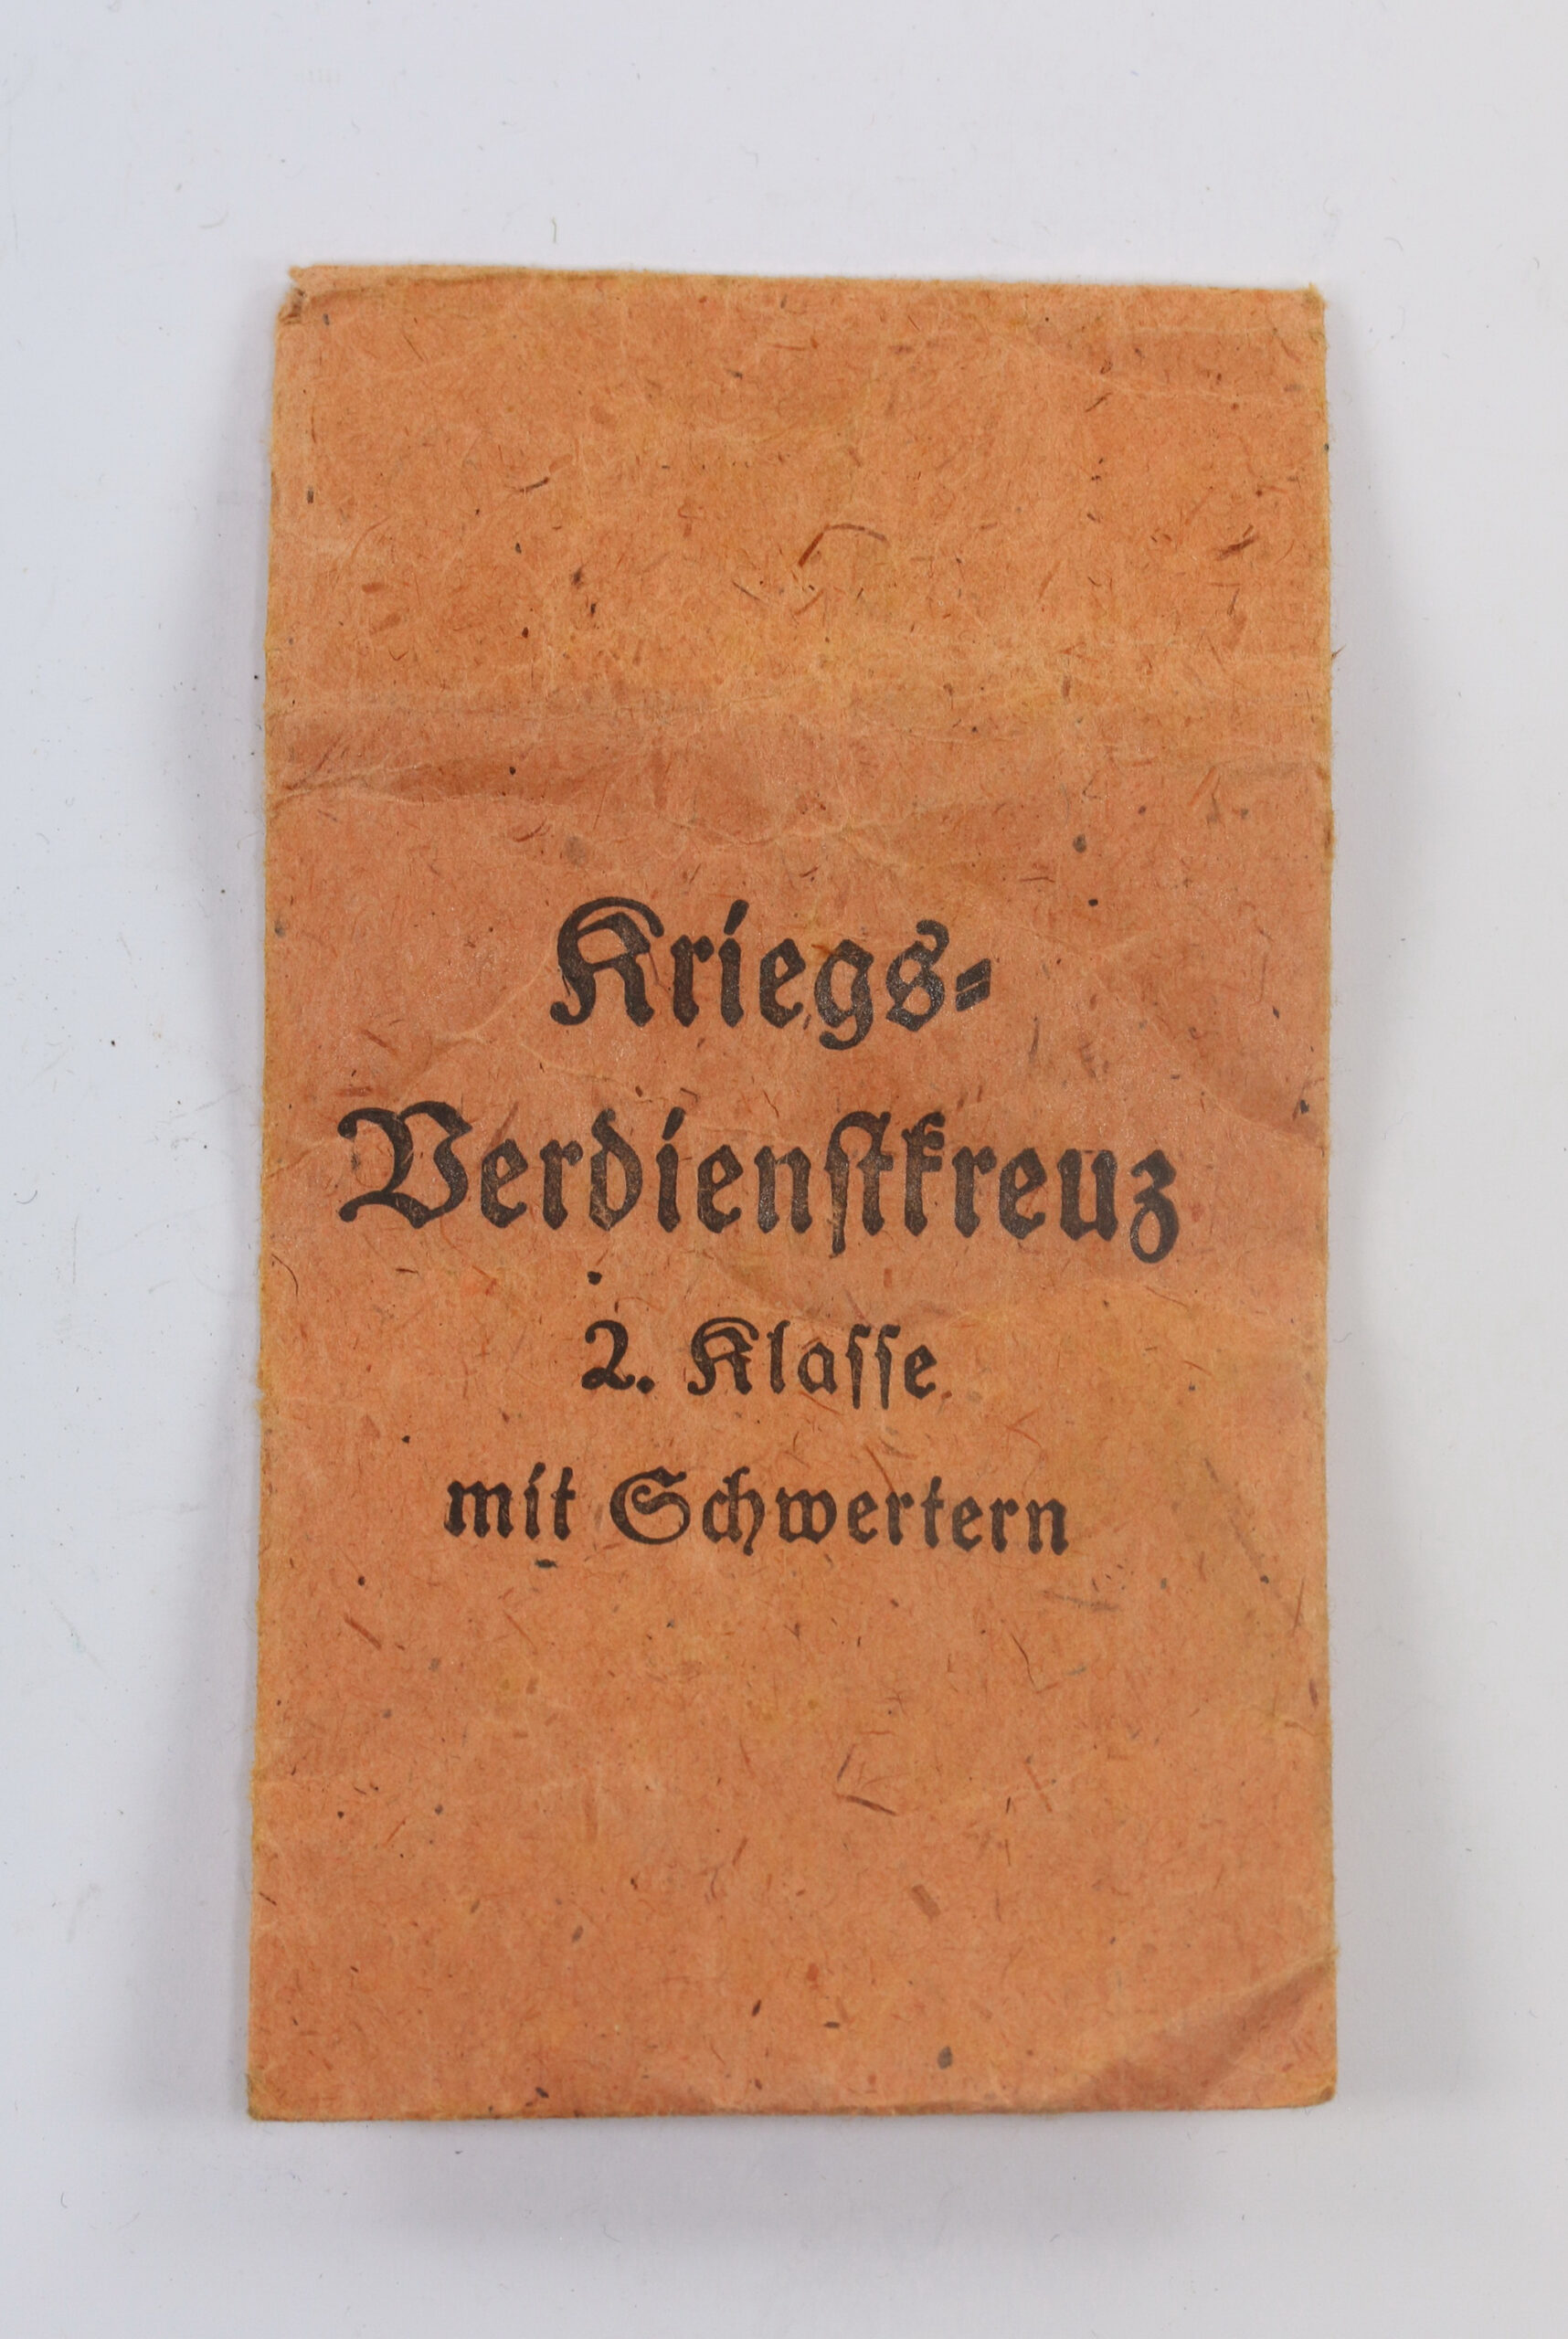 Kriegs-
Verdienstkreuz
2. Klasse
mit Schwertern